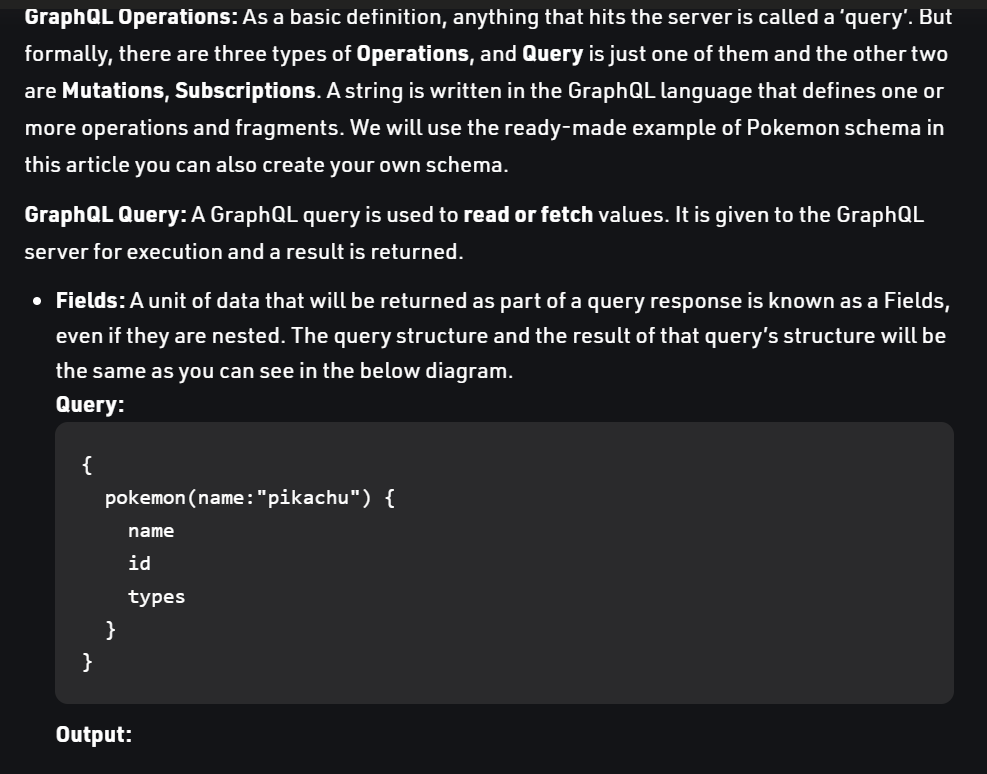 GraphQL Operations: As a basic definition, anything that hits the server is called a ‘query’. But
formally, there are three types of Operations, and Query is just one of them and the other two
are Mutations, Subscriptions. A string is written in the GraphQL language that defines one or
more operations and fragments. We will use the ready-made example of Pokemon schema in
this article you can also create your own schema.
GraphQL Query: A GraphQL query is used to read or fetch values. It is given to the GraphQL
server for execution and a result is returned.
• Fields: A unit of data that will be returned as part of a query response is known as a Fields,
even if they are nested. The query structure and the result of that query’s structure will be
the same as you can see in the below diagram.
Query:
{
  pokemon(name:"pikachu") {
    name
    id
    types
  }
}
Output: